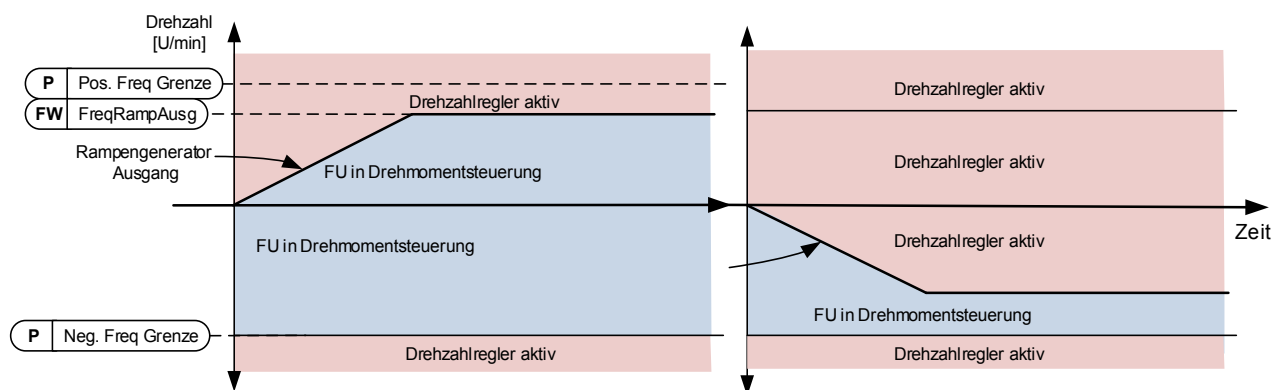 Drehzahl
[U/min]
P Pos. Freq Grenze
FW FreqRampAusg
Rampengenerator
Ausgang
Drehzahlregler aktiv
FU in Drehmomentsteuerung
FU in Drehmomentsteuerung
P Neg. Freq Grenze
Drehzahlregler aktiv
Drehzahlregler aktiv
Drehzahlregler aktiv
Zeit
Drehzahlregler aktiv
FU in Drehmomentsteuerung
Drehzahlregler aktiv